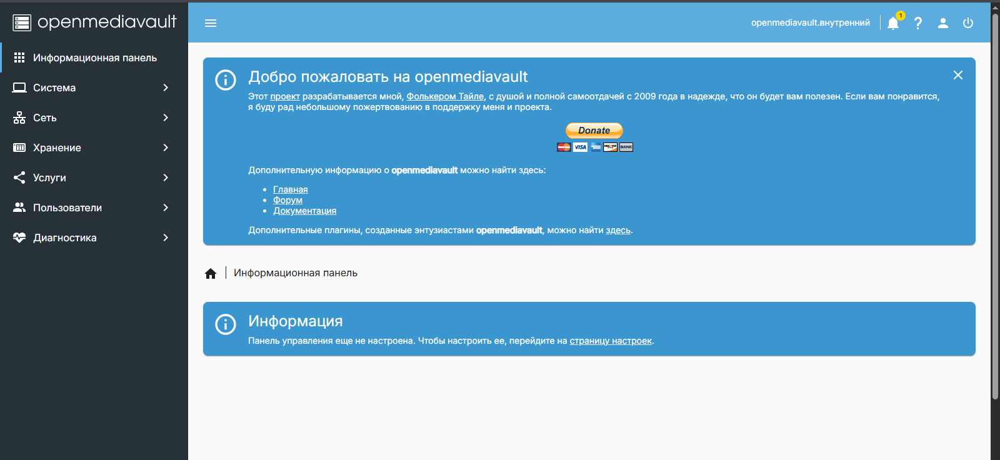 openmediavault
openmediavault.внутренний
1
Информационная панель
Система
Сеть
Хранение
Услуги
Пользователи
Диагностика
Добро пожаловать на openmediavault
Этот проект разрабатывается мной, Фолькером Тайле, с душой и полной самоотдачей с 2009 года в надежде, что он будет вам полезен. Если вам понравится,
я буду рад небольшому пожертвованию в поддержку меня и проекта.
Donate
MasterCard VISA DISCOVER BANK
Дополнительную информацию о openmediavault можно найти здесь:
Главная
Форум
Документация
Дополнительные плагины, созданные энтузиастами openmediavault, можно найти здесь.
Информационная панель
Информация
Панель управления еще не настроена. Чтобы настроить ее, перейдите на страницу настроек.